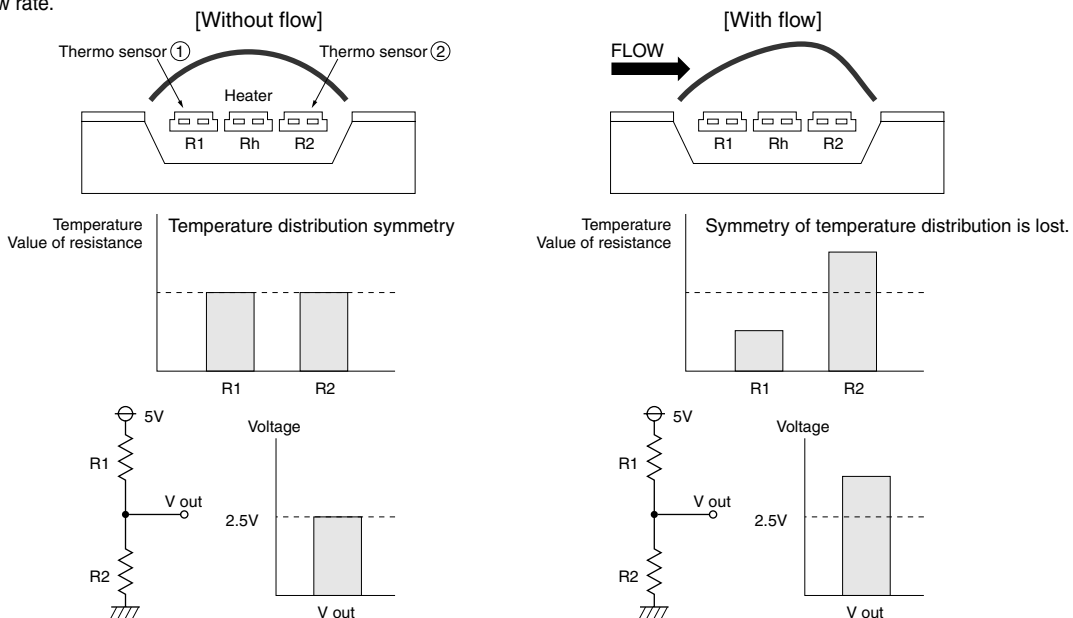 w rate.
[Without flow]
Thermo sensor ①
Thermo sensor ②
Heater
R1 Rh R2
Temperature
Value of resistance
Temperature distribution symmetry
R1 R2
5V
R1
V out
R2
Voltage
2.5V
V out
[With flow]
FLOW
R1 Rh R2
Temperature
Value of resistance
Symmetry of temperature distribution is lost.
R1 R2
5V
R1
V out
R2
Voltage
2.5V
V out